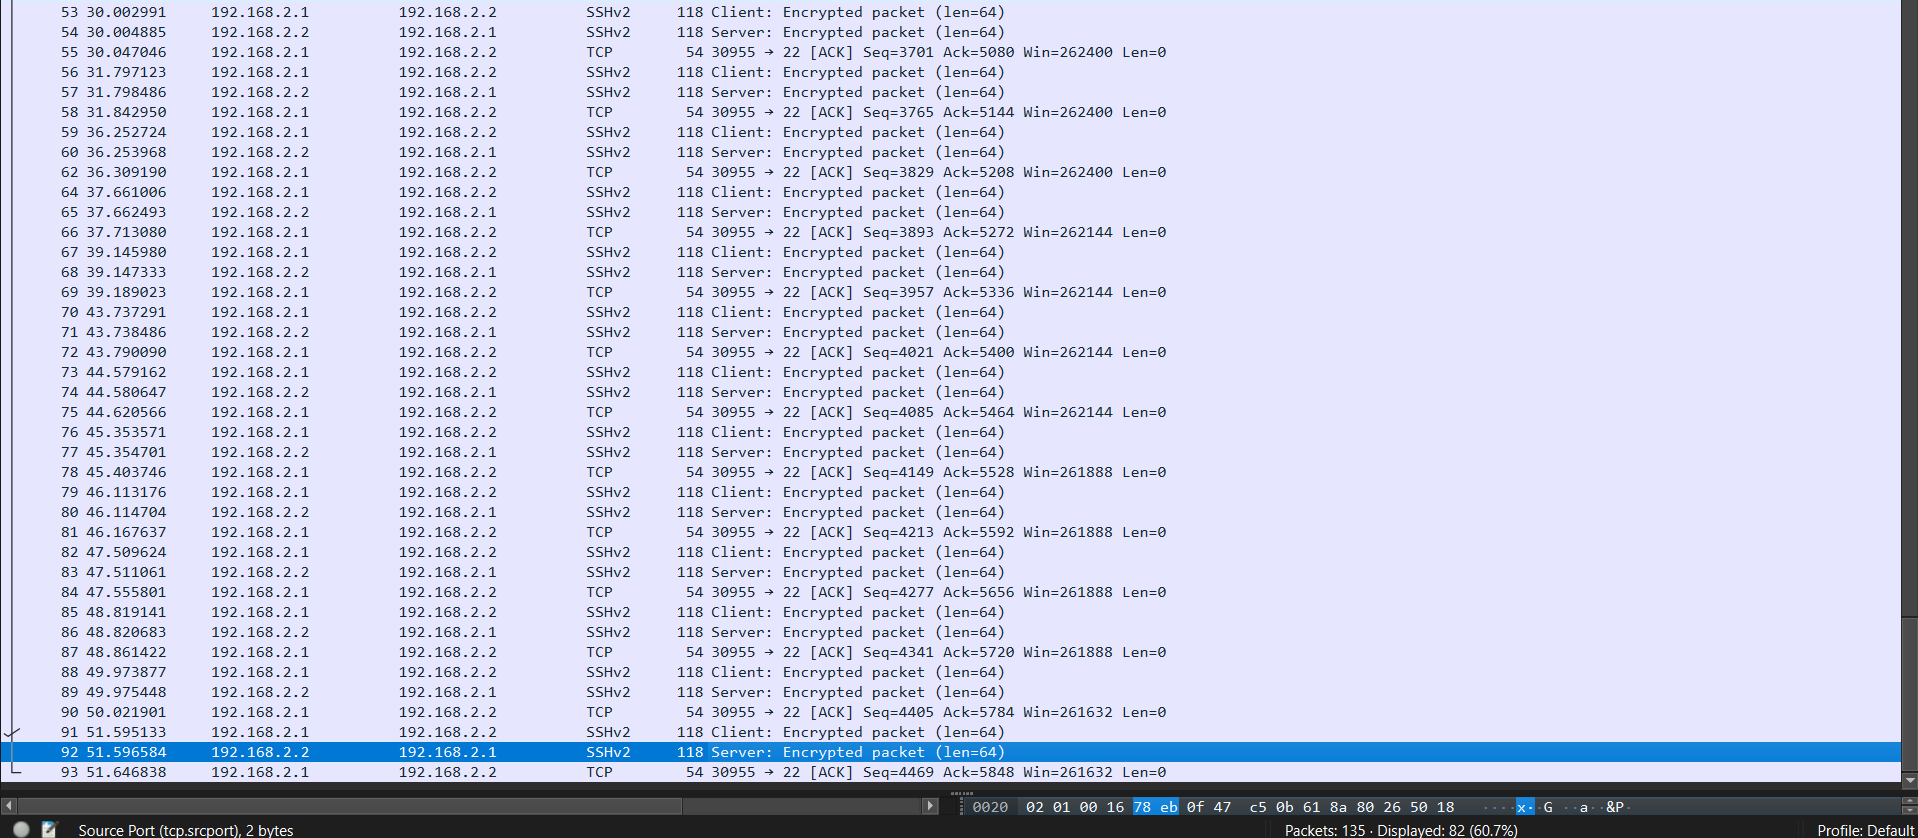 53 30.002991 192.168.2.1 192.168.2.2 SSHv2 118 Client: Encrypted packet (len=64)
54 30.004885 192.168.2.2 192.168.2.1 SSHv2 118 Server: Encrypted packet (len=64)
55 30.047046 192.168.2.1 192.168.2.2 TCP 54 30955 → 22 [ACK] Seq=3701 Ack=5080 Win=262400 Len=0
56 31.797123 192.168.2.1 192.168.2.2 SSHv2 118 Client: Encrypted packet (len=64)
57 31.798486 192.168.2.2 192.168.2.1 SSHv2 118 Server: Encrypted packet (len=64)
58 31.842950 192.168.2.1 192.168.2.2 TCP 54 30955 → 22 [ACK] Seq=3765 Ack=5144 Win=262400 Len=0
59 36.252724 192.168.2.1 192.168.2.2 SSHv2 118 Client: Encrypted packet (len=64)
60 36.253968 192.168.2.2 192.168.2.1 SSHv2 118 Server: Encrypted packet (len=64)
62 36.309190 192.168.2.1 192.168.2.2 TCP 54 30955 → 22 [ACK] Seq=3829 Ack=5208 Win=262400 Len=0
64 37.661006 192.168.2.1 192.168.2.2 SSHv2 118 Client: Encrypted packet (len=64)
65 37.662493 192.168.2.2 192.168.2.1 SSHv2 118 Server: Encrypted packet (len=64)
66 37.713080 192.168.2.1 192.168.2.2 TCP 54 30955 → 22 [ACK] Seq=3893 Ack=5272 Win=262144 Len=0
67 39.145980 192.168.2.1 192.168.2.2 SSHv2 118 Client: Encrypted packet (len=64)
68 39.147333 192.168.2.2 192.168.2.1 SSHv2 118 Server: Encrypted packet (len=64)
69 39.189023 192.168.2.1 192.168.2.2 TCP 54 30955 → 22 [ACK] Seq=3957 Ack=5336 Win=262144 Len=0
70 43.737291 192.168.2.1 192.168.2.2 SSHv2 118 Client: Encrypted packet (len=64)
71 43.738486 192.168.2.2 192.168.2.1 SSHv2 118 Server: Encrypted packet (len=64)
72 43.790090 192.168.2.1 192.168.2.2 TCP 54 30955 → 22 [ACK] Seq=4021 Ack=5400 Win=262144 Len=0
73 44.579162 192.168.2.1 192.168.2.2 SSHv2 118 Client: Encrypted packet (len=64)
74 44.580647 192.168.2.2 192.168.2.1 SSHv2 118 Server: Encrypted packet (len=64)
75 44.620566 192.168.2.1 192.168.2.2 TCP 54 30955 → 22 [ACK] Seq=4085 Ack=5464 Win=262144 Len=0
76 45.353571 192.168.2.1 192.168.2.2 SSHv2 118 Client: Encrypted packet (len=64)
77 45.354701 192.168.2.2 192.168.2.1 SSHv2 118 Server: Encrypted packet (len=64)
78 45.403746 192.168.2.1 192.168.2.2 TCP 54 30955 → 22 [ACK] Seq=4149 Ack=5528 Win=261888 Len=0
79 46.113176 192.168.2.1 192.168.2.2 SSHv2 118 Client: Encrypted packet (len=64)
80 46.114704 192.168.2.2 192.168.2.1 SSHv2 118 Server: Encrypted packet (len=64)
81 46.167637 192.168.2.1 192.168.2.2 TCP 54 30955 → 22 [ACK] Seq=4213 Ack=5592 Win=261888 Len=0
82 47.509624 192.168.2.1 192.168.2.2 SSHv2 118 Client: Encrypted packet (len=64)
83 47.511061 192.168.2.2 192.168.2.1 SSHv2 118 Server: Encrypted packet (len=64)
84 47.555801 192.168.2.1 192.168.2.2 TCP 54 30955 → 22 [ACK] Seq=4277 Ack=5656 Win=261888 Len=0
85 48.819141 192.168.2.1 192.168.2.2 SSHv2 118 Client: Encrypted packet (len=64)
86 48.820683 192.168.2.2 192.168.2.1 SSHv2 118 Server: Encrypted packet (len=64)
87 48.861422 192.168.2.1 192.168.2.2 TCP 54 30955 → 22 [ACK] Seq=4341 Ack=5720 Win=261888 Len=0
88 49.973877 192.168.2.1 192.168.2.2 SSHv2 118 Client: Encrypted packet (len=64)
89 49.975448 192.168.2.2 192.168.2.1 SSHv2 118 Server: Encrypted packet (len=64)
90 50.021901 192.168.2.1 192.168.2.2 TCP 54 30955 → 22 [ACK] Seq=4405 Ack=5784 Win=261632 Len=0
91 51.595133 192.168.2.1 192.168.2.2 SSHv2 118 Client: Encrypted packet (len=64)
92 51.596584 192.168.2.2 192.168.2.1 SSHv2 118 Server: Encrypted packet (len=64)
93 51.646838 192.168.2.1 192.168.2.2 TCP 54 30955 → 22 [ACK] Seq=4469 Ack=5848 Win=261632 Len=0
0020 02 01 00 16 78 eb 0f 47 c5 0b 61 8a 80 26 50 18 ····x··G ··a··&P·
Source Port (tcp.srcport), 2 bytes Packets: 135 · Displayed: 82 (60.7%) Profile: Default